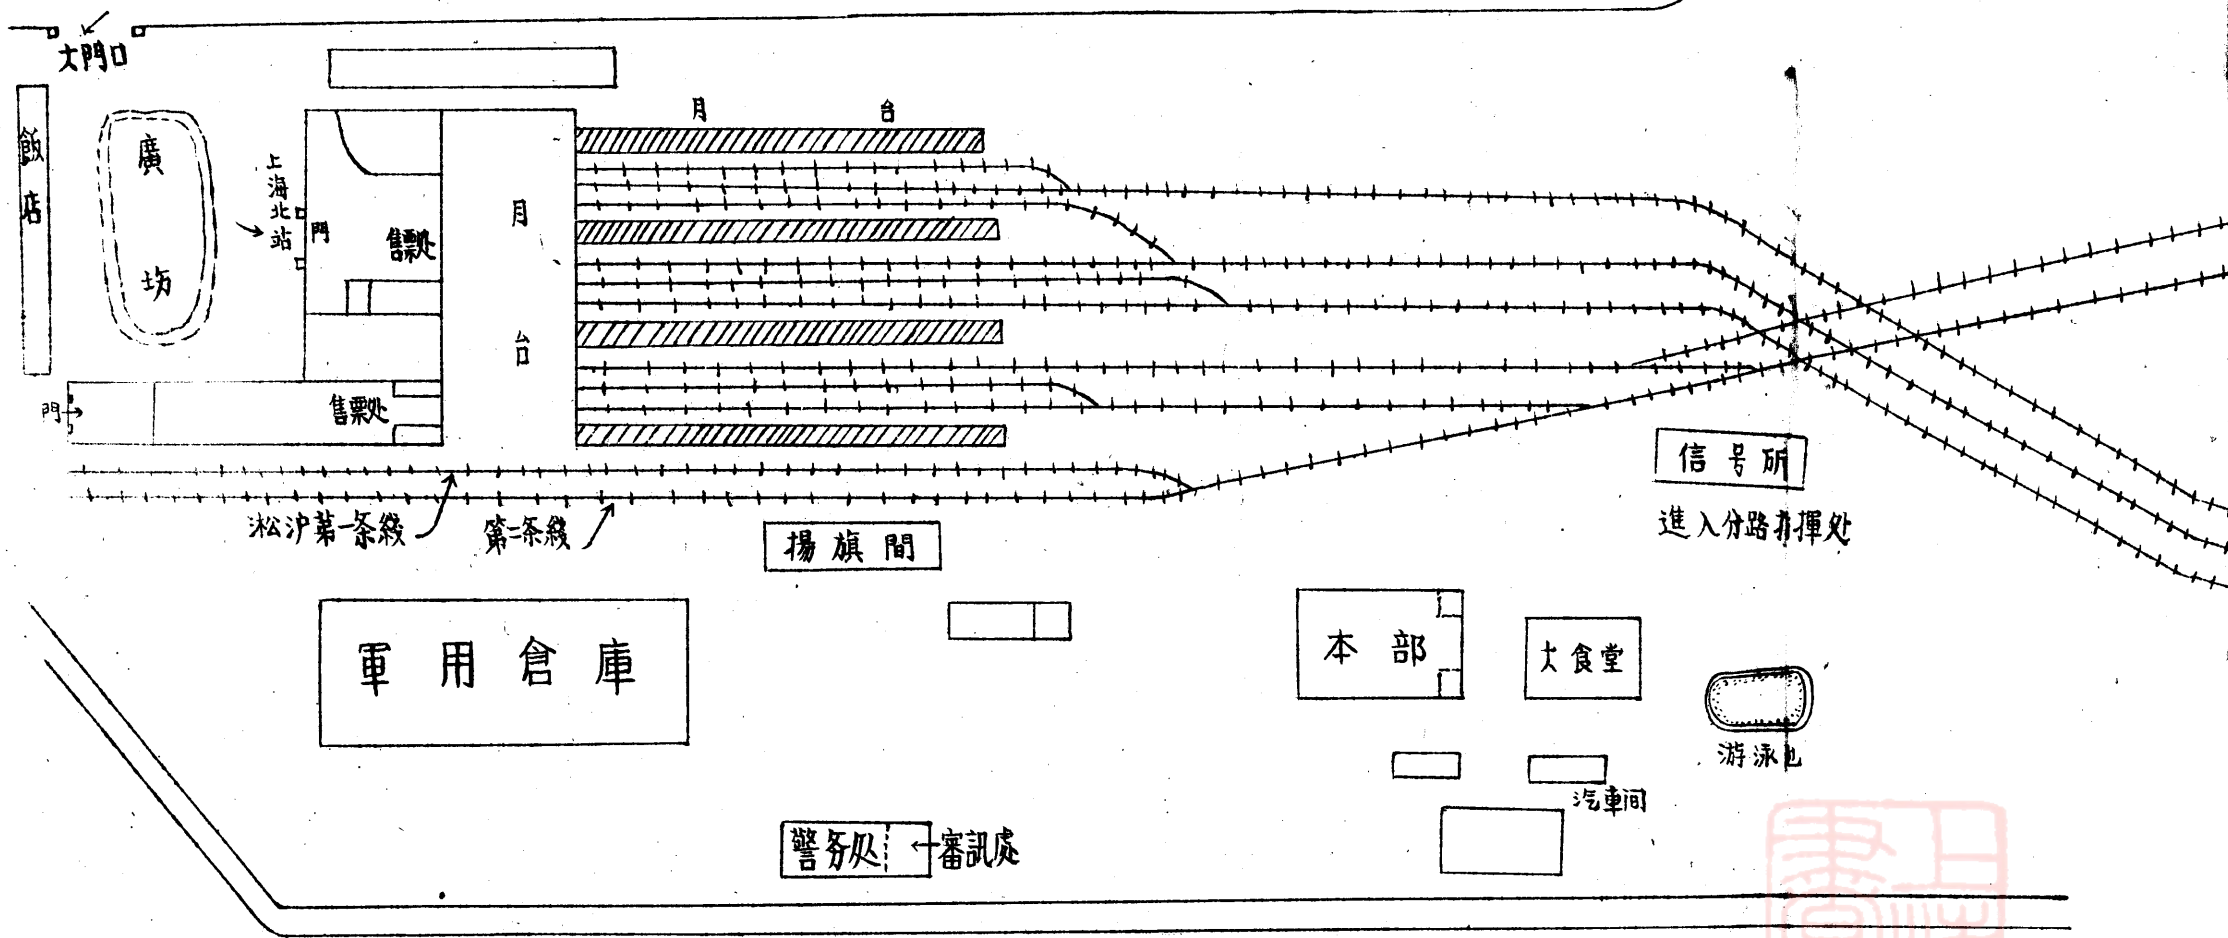 大門口
飯店
廣場
上海北站
門
售票处
月台
月台
門
售票处
淞沪第一条綫
第二条綫
揚旗間
信号所
進入分路指揮处
軍用倉庫
本部
大食堂
游泳池
汽車间
警务处
審訊處